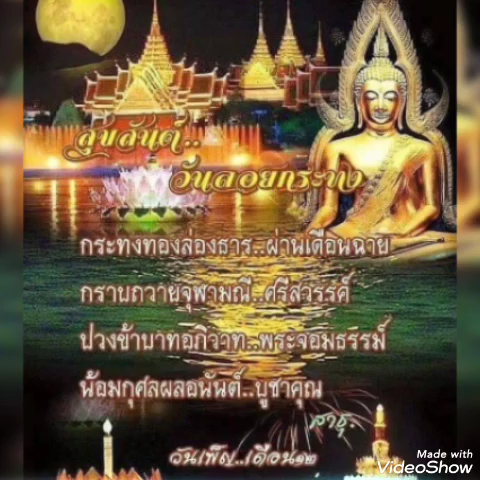 สุขสันต์..
วันลอยกระทง
กระทงทองล่องธาร..ผ่านเดือนฉาย
กราบถวายจุฬามณี..ศรีสวรรค์
ปวงข้าบาทอภิวาท..พระจอมธรรม์
น้อมกุศลผลอนันต์..บูชาคุณ
สาธุ.
วันเพ็ญ..เดือน๑๒
Made with
VideoShow